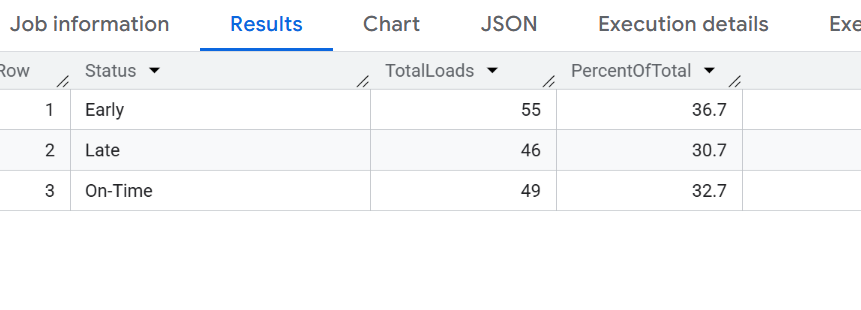 Job information Results Chart JSON Execution details Exe
Row Status TotalLoads PercentOfTotal
1 Early 55 36.7
2 Late 46 30.7
3 On-Time 49 32.7